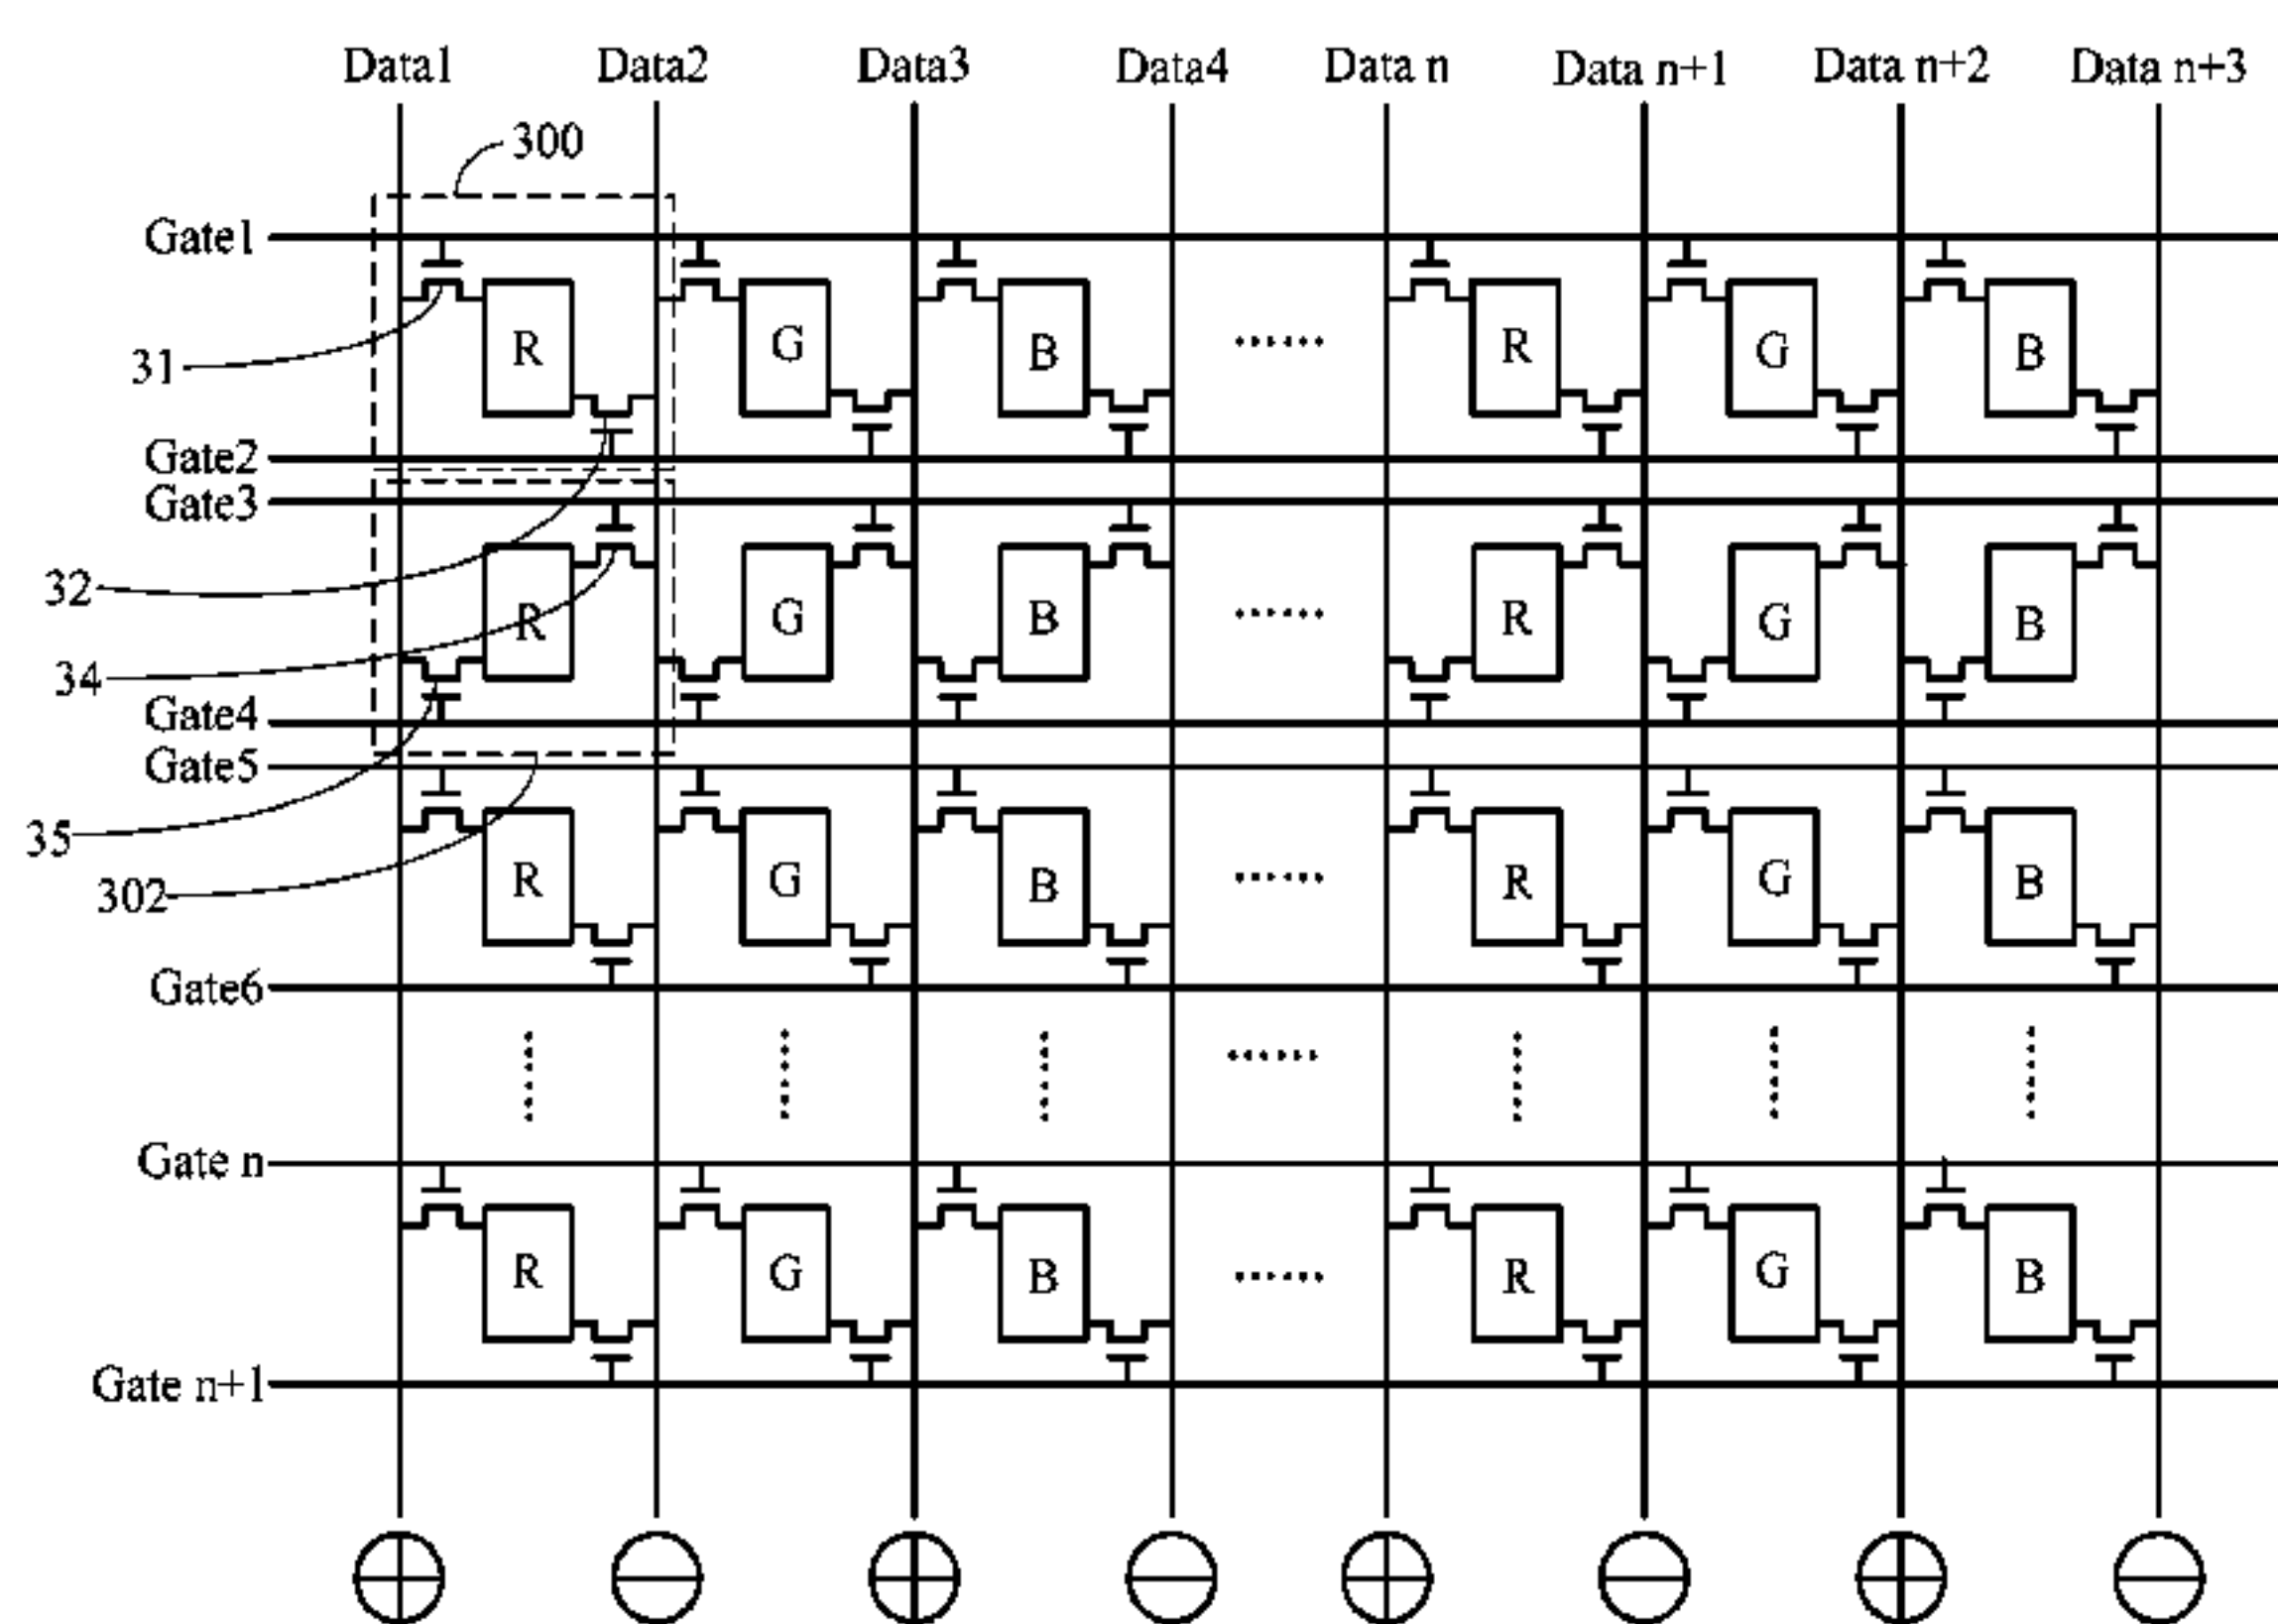 Data1 Data2 Data3 Data4 Data n Data n+1 Data n+2 Data n+3
300
Gate1
R G B ...... R G B
31
Gate2
Gate3
32
R G B ...... R G B
34
Gate4
Gate5
35
R G B ...... R G B
302
Gate6
......
Gate n
R G B ...... R G B
Gate n+1